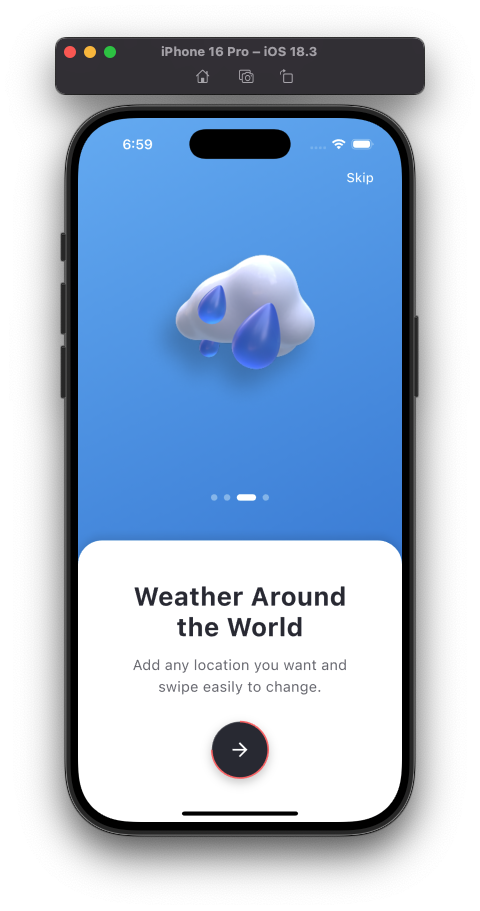 iPhone 16 Pro – iOS 18.3
6:59
Skip
Weather Around
the World
Add any location you want and
swipe easily to change.